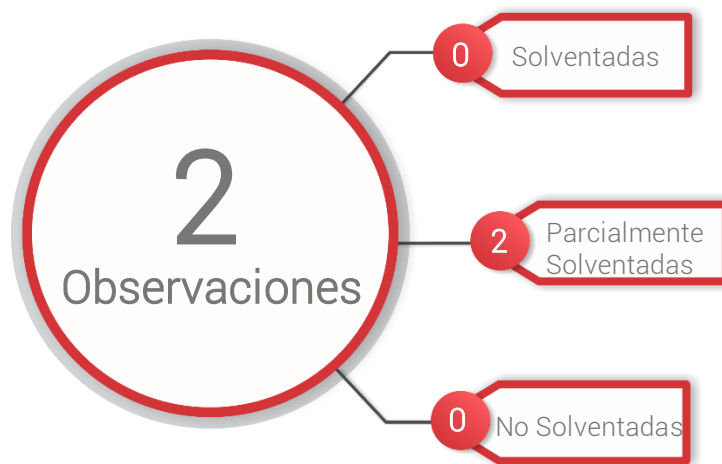 2
Observaciones
0
Solventadas
2
Parcialmente
Solventadas
0
No Solventadas